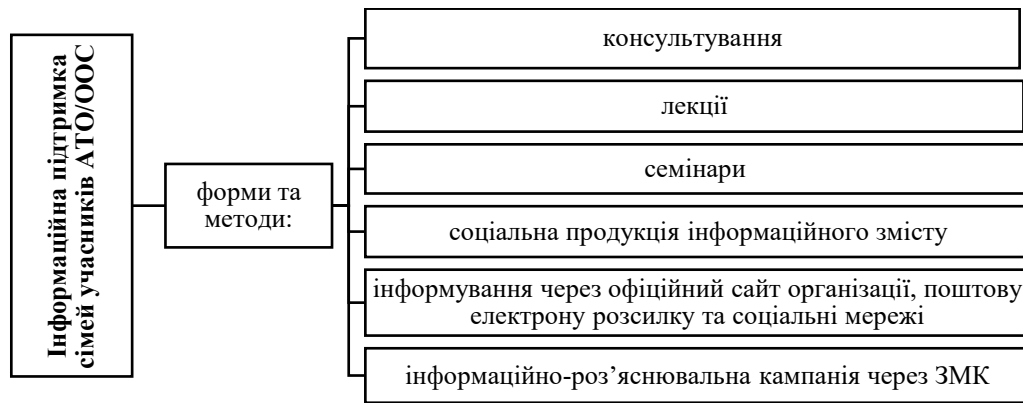 Інформаційна підтримка
сімей учасників АТО/ООС
форми та
методи:
консультування
лекції
семінари
соціальна продукція інформаційного змісту
інформування через офіційний сайт організації, поштову
електрону розсилку та соціальні мережі
інформаційно-роз’яснювальна кампанія через ЗМК